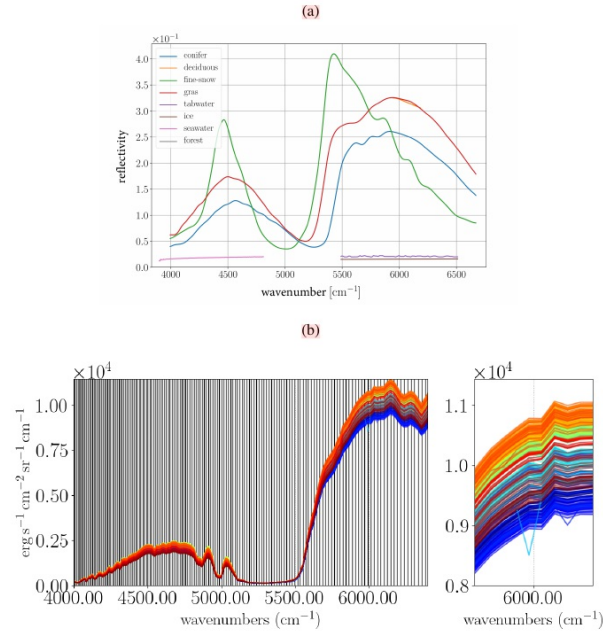 (a)
×10⁻¹
4.0
3.5
3.0
2.5
2.0
1.5
1.0
0.5
0.0
reflectivity
conifer
deciduous
fine-snow
gras
tabwater
ice
seawater
forest
4000 4500 5000 5500 6000 6500
wavenumber [cm⁻¹]
(b)
×10⁴
1.00
0.75
0.50
0.25
0.00
erg s⁻¹ cm⁻² sr⁻¹ cm⁻¹
4000.00 4500.00 5000.00 5500.00 6000.00
wavenumbers (cm⁻¹)
×10⁴
1.1
1.0
0.9
0.8
6000.00
wavenumbers (cm⁻¹)